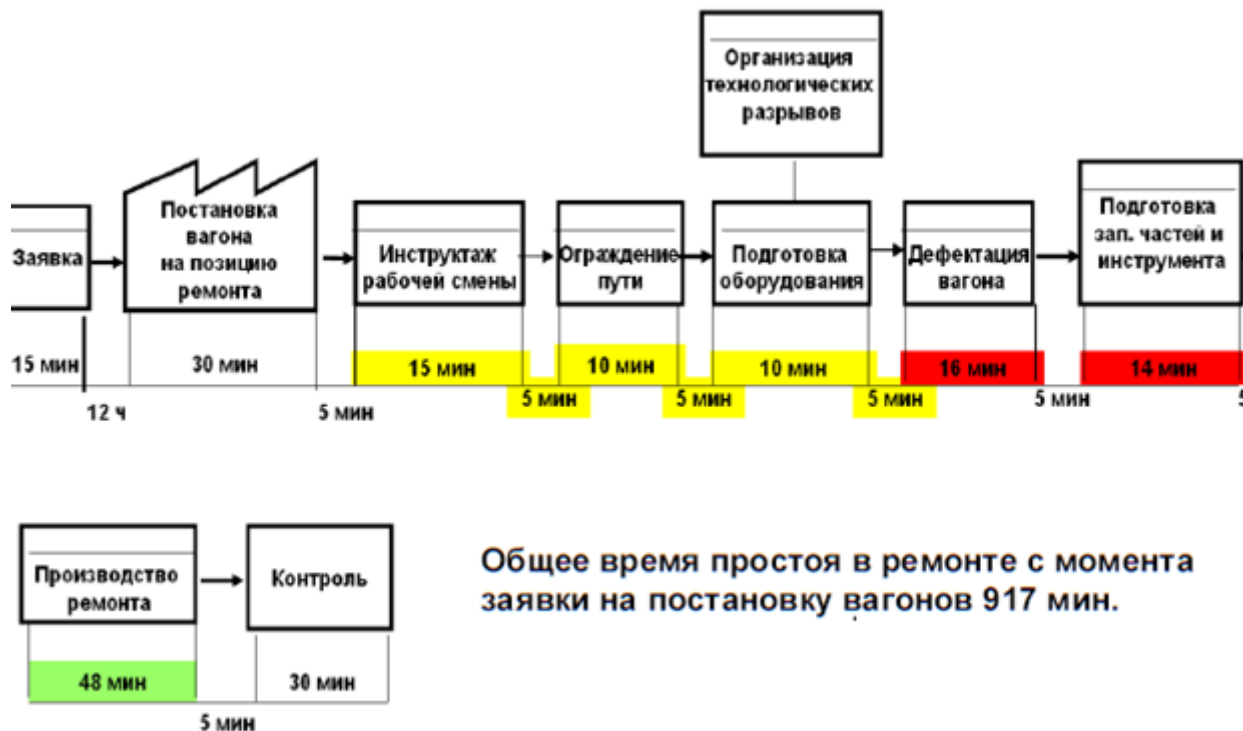 Организация
технологических
разрывов
Заявка
Постановка
вагона
на позицию
ремонта
Инструктаж
рабочей смены
Ограждение
пути
Подготовка
оборудования
Дефектация
вагона
Подготовка
зап. частей и
инструмента
15 мин
30 мин
15 мин
10 мин
10 мин
16 мин
14 мин
12 ч
5 мин
5 мин
5 мин
5 мин
5 мин
5
Производство
ремонта
Контроль
48 мин
30 мин
5 мин
Общее время простоя в ремонте с момента
заявки на постановку вагонов 917 мин.